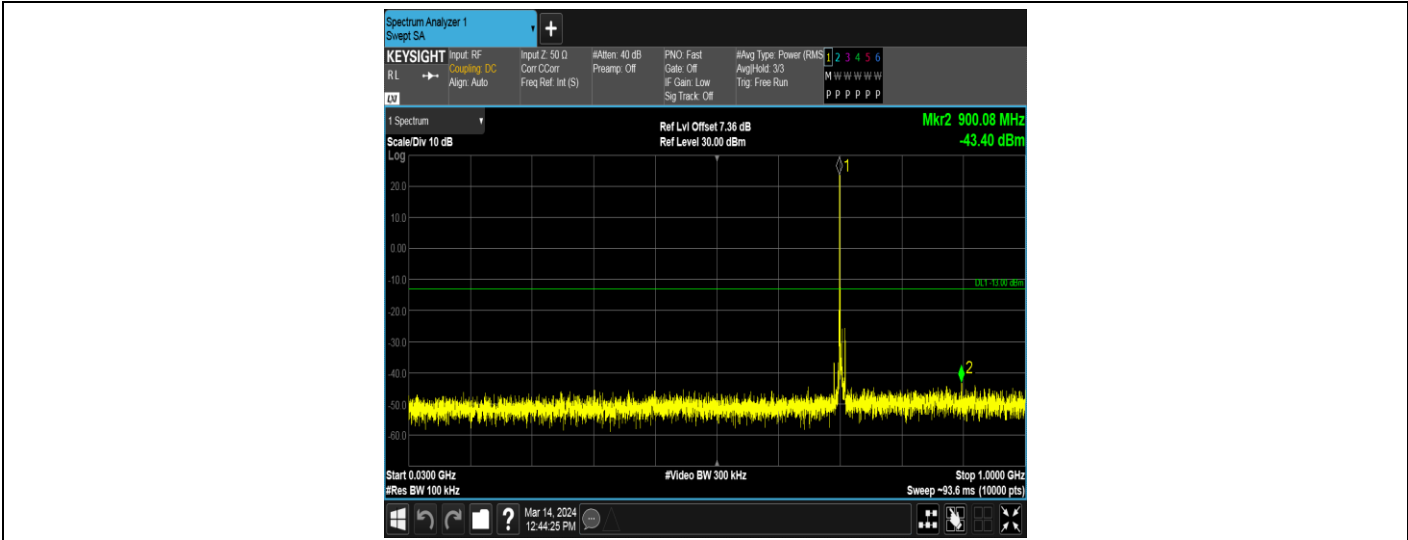 Spectrum Analyzer 1
Swept SA
+
KEYSIGHT
RL
LXI
Input: RF
Coupling: DC
Align: Auto
Input Z: 50 Ω
Corr CCorr
Freq Ref: Int (S)
#Atten: 40 dB
Preamp: Off
PNO: Fast
Gate: Off
IF Gain: Low
Sig Track: Off
#Avg Type: Power (RMS
Avg|Hold: 3/3
Trig: Free Run
1 2 3 4 5 6
M W W W W W
P P P P P P
1 Spectrum
Scale/Div 10 dB
Log
Ref Lvl Offset 7.36 dB
Ref Level 30.00 dBm
Mkr2 900.08 MHz
-43.40 dBm
1
20.0
10.0
0.00
-10.0
DL1 -13.00 dBm
-20.0
-30.0
-40.0
2
-50.0
-60.0
Start 0.0300 GHz
#Res BW 100 kHz
#Video BW 300 kHz
Stop 1.0000 GHz
Sweep ~93.6 ms (10000 pts)
?
Mar 14, 2024
12:44:25 PM